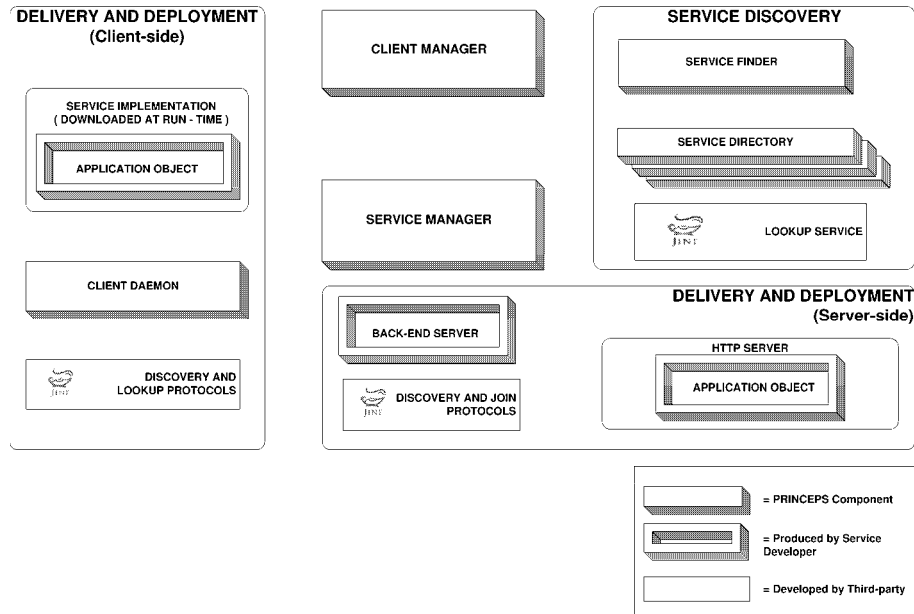 DELIVERY AND DEPLOYMENT
(Client-side)
SERVICE IMPLEMENTATION
( DOWNLOADED AT RUN - TIME )
APPLICATION OBJECT
CLIENT DAEMON
JINI
DISCOVERY AND
LOOKUP PROTOCOLS
CLIENT MANAGER
SERVICE MANAGER
SERVICE DISCOVERY
SERVICE FINDER
SERVICE DIRECTORY
JINI
LOOKUP SERVICE
DELIVERY AND DEPLOYMENT
(Server-side)
BACK-END SERVER
JINI
DISCOVERY AND JOIN
PROTOCOLS
HTTP SERVER
APPLICATION OBJECT
= PRINCEPS Component
= Produced by Service
Developer
= Developed by Third-party